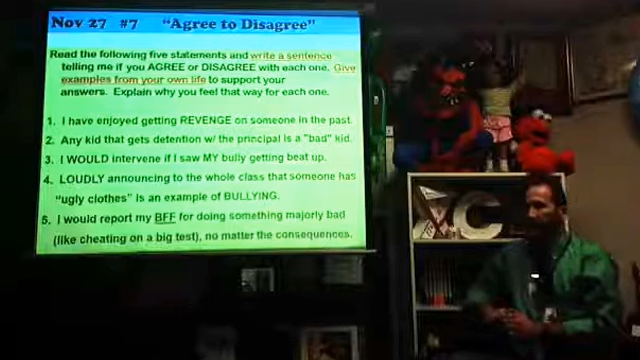 Nov 27 #7 "Agree to Disagree"
Read the following five statements and write a sentence
telling me if you AGREE or DISAGREE with each one. Give
examples from your own life to support your
answers. Explain why you feel that way for each one.
1. I have enjoyed getting REVENGE on someone in the past.
2. Any kid that gets detention w/ the principal is a "bad" kid.
3. I WOULD intervene if I saw MY bully getting beat up.
4. LOUDLY announcing to the whole class that someone has
"ugly clothes" is an example of BULLYING.
5. I would report my BFF for doing something majorly bad
(like cheating on a big test), no matter the consequences.